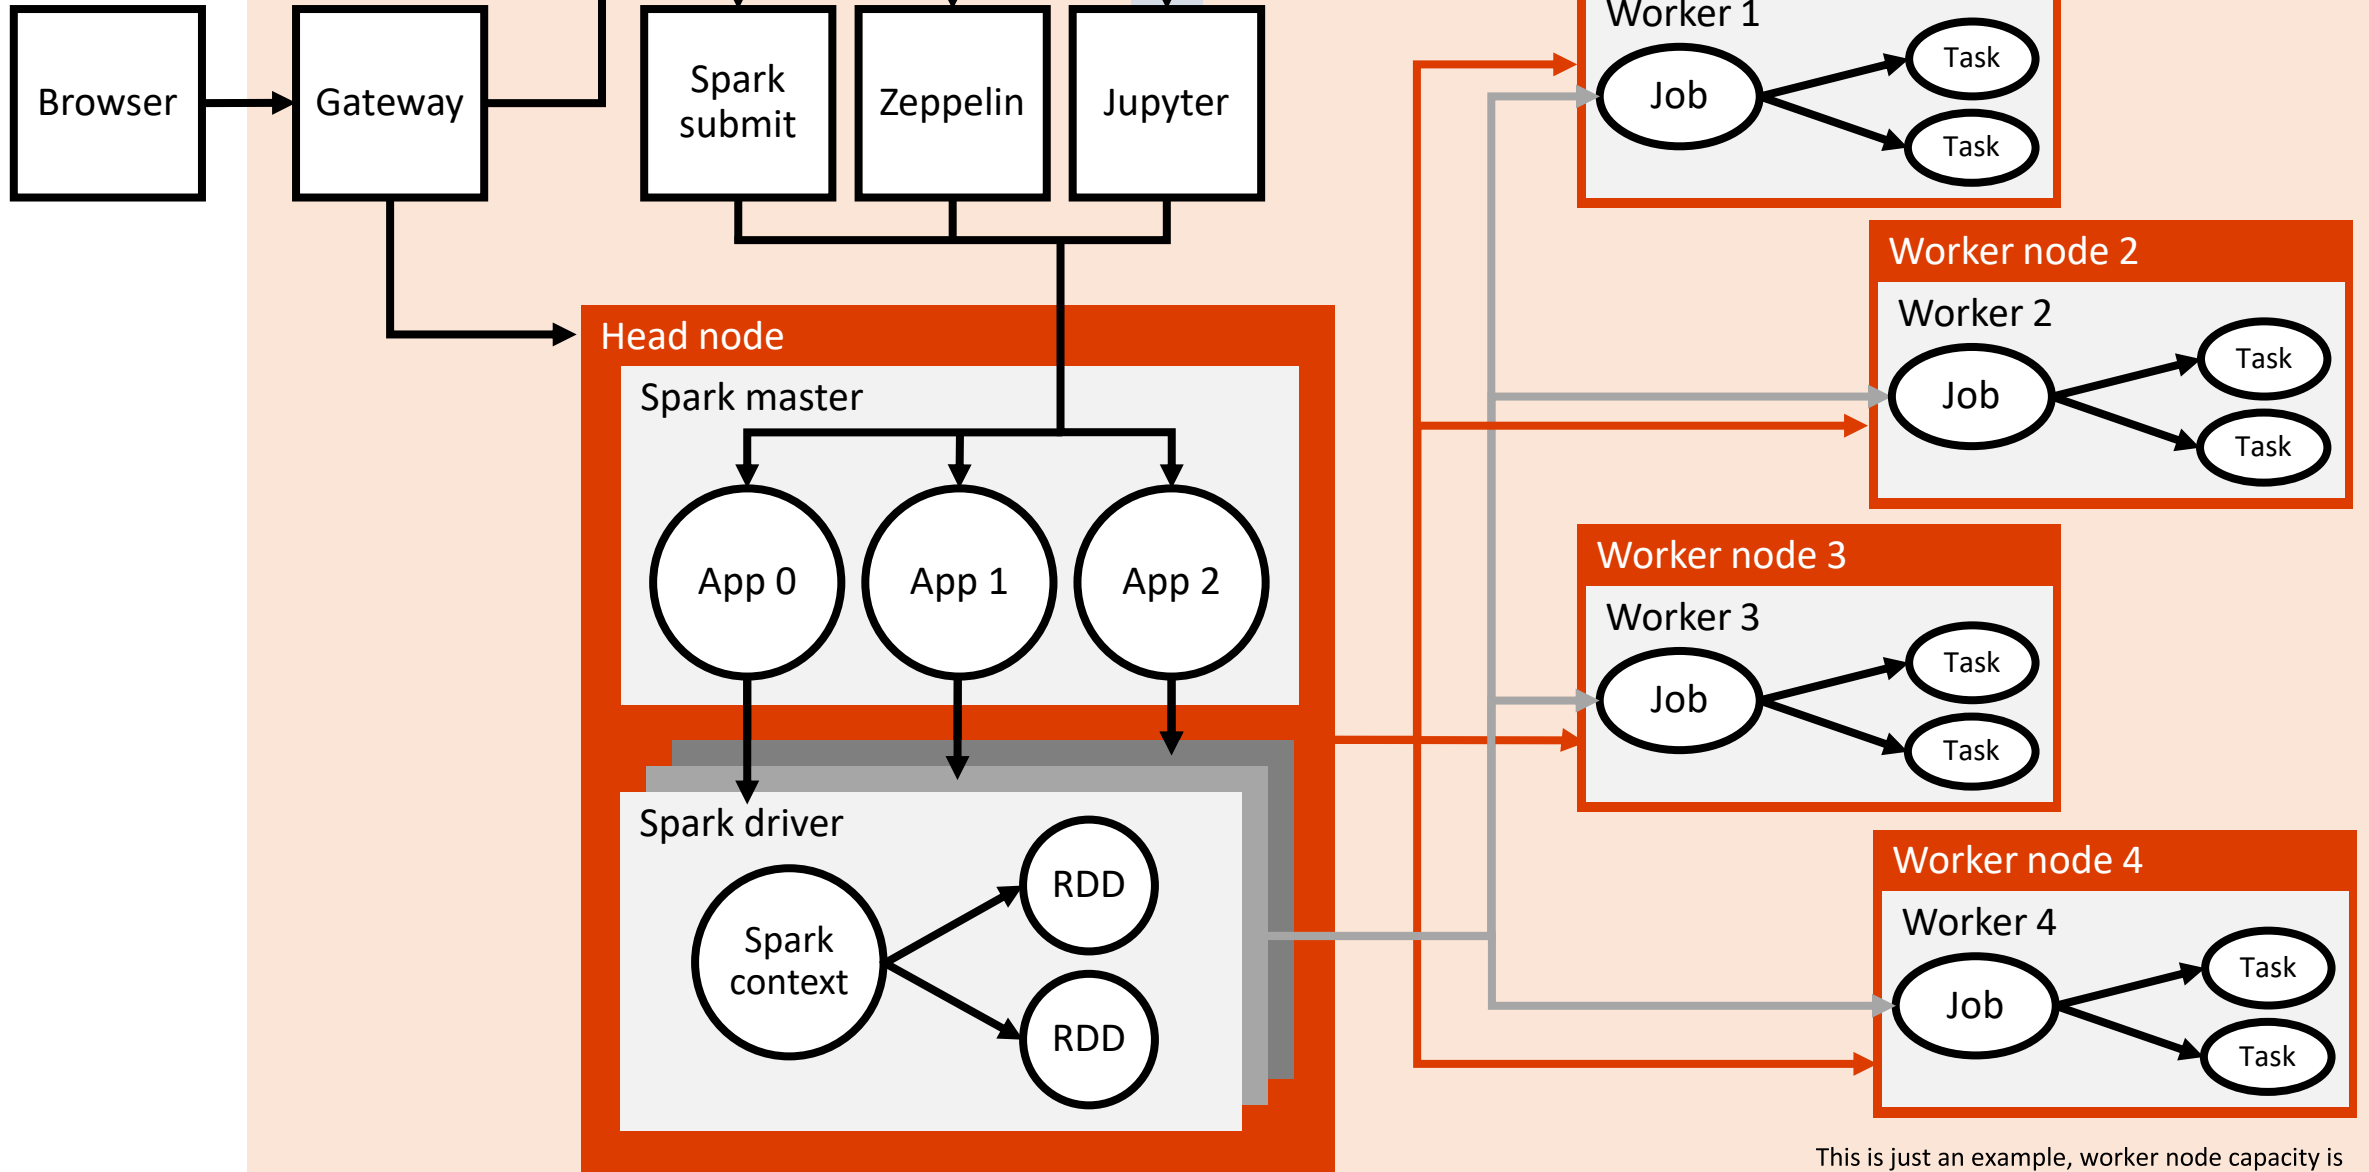 Browser
Gateway
Spark
submit
Zeppelin
Jupyter
Head node
Spark master
App 0
App 1
App 2
Spark driver
Spark
context
RDD
RDD
Worker 1
Job
Task
Task
Worker node 2
Worker 2
Job
Task
Task
Worker node 3
Worker 3
Job
Task
Task
Worker node 4
Worker 4
Job
Task
Task
This is just an example, worker node capacity is